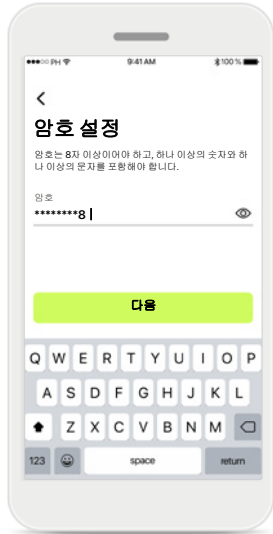 PH 9:41 AM 100%
암호 설정
암호는 8자 이상이어야 하고, 하나 이상의 숫자와 하
나 이상의 문자를 포함해야 합니다.
암호
********8
다음
Q W E R T Y U I O P
A S D F G H J K L
Z X C V B N M
123 space return